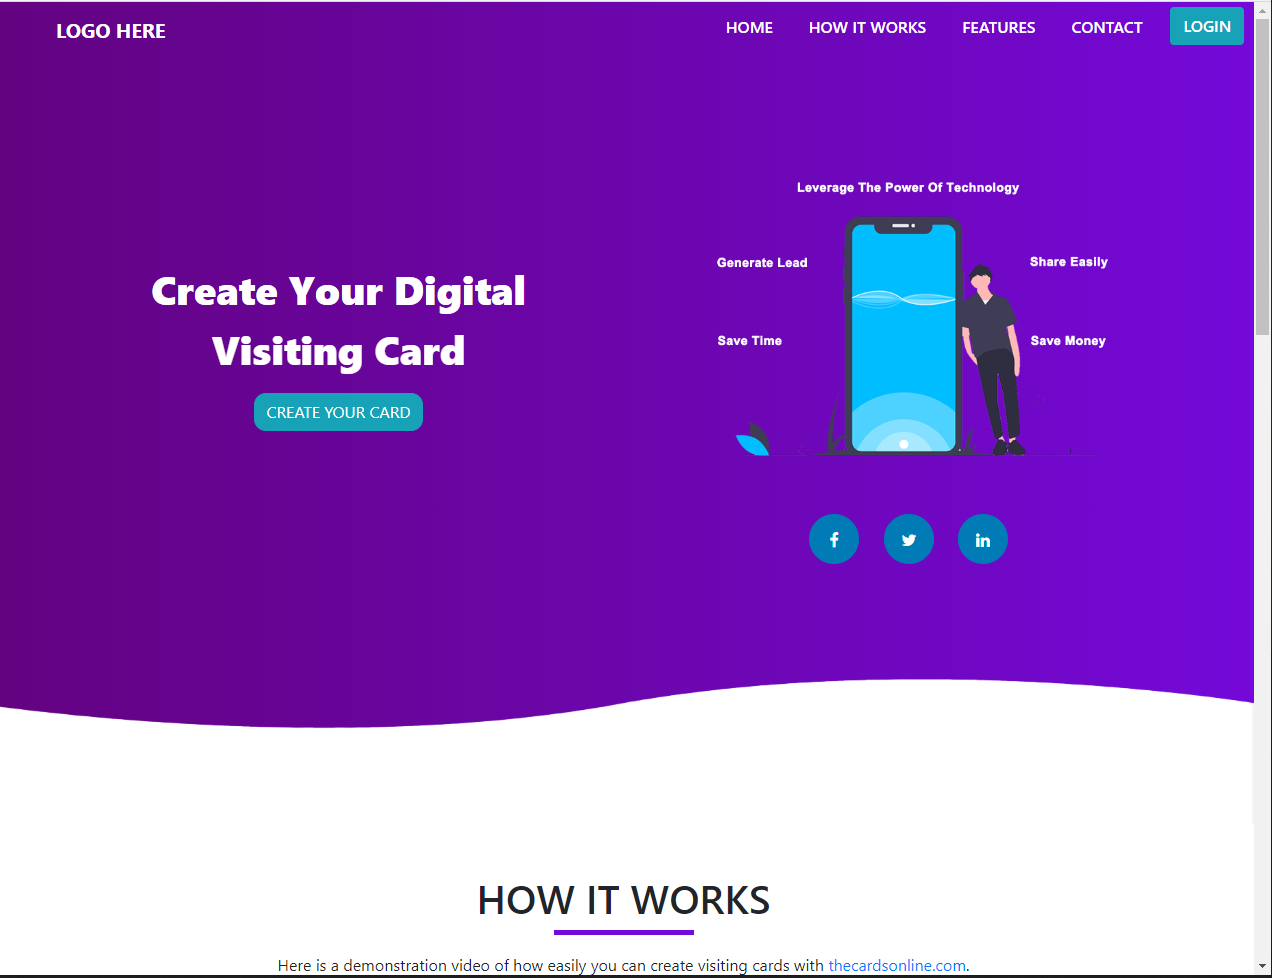 LOGO HERE
HOME HOW IT WORKS FEATURES CONTACT LOGIN
Leverage The Power Of Technology
Generate Lead
Share Easily
Create Your Digital
Visiting Card
Save Time
Save Money
CREATE YOUR CARD
HOW IT WORKS
Here is a demonstration video of how easily you can create visiting cards with thecardsonline.com.